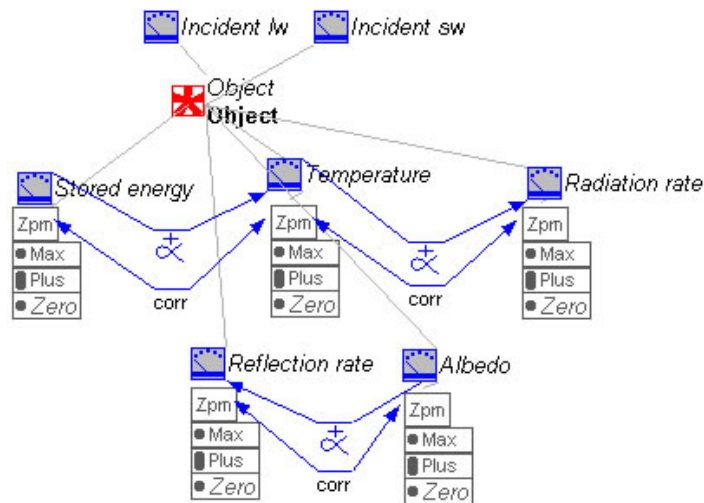 Incident lw
Incident sw
Object
Object
Stored energy
Temperature
Radiation rate
Zpm
Max
Plus
Zero
+
α
corr
Zpm
Max
Plus
Zero
+
α
corr
Zpm
Max
Plus
Zero
Reflection rate
Albedo
Zpm
Max
Plus
Zero
+
α
corr
Zpm
Max
Plus
Zero